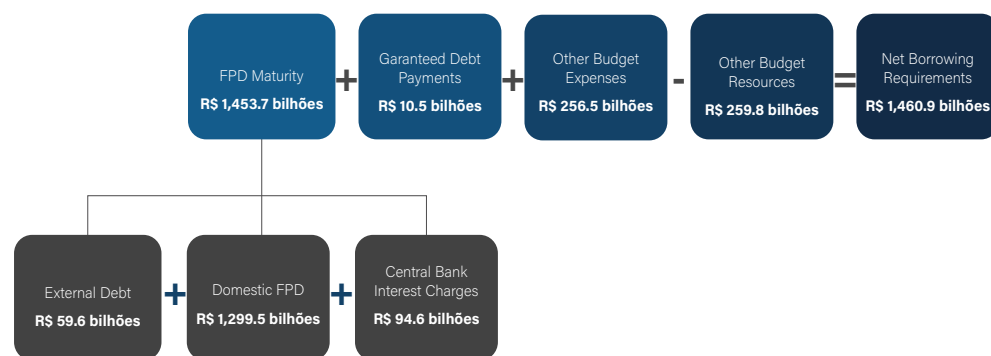 FPD Maturity
R$ 1,453.7 bilhões
+
Garanteed Debt
Payments
R$ 10.5 bilhões
+
Other Budget
Expenses
R$ 256.5 bilhões
-
Other Budget
Resources
R$ 259.8 bilhões
=
Net Borrowing
Requirements
R$ 1,460.9 bilhões
External Debt
R$ 59.6 bilhões
+
Domestic FPD
R$ 1,299.5 bilhões
+
Central Bank
Interest Charges
R$ 94.6 bilhões